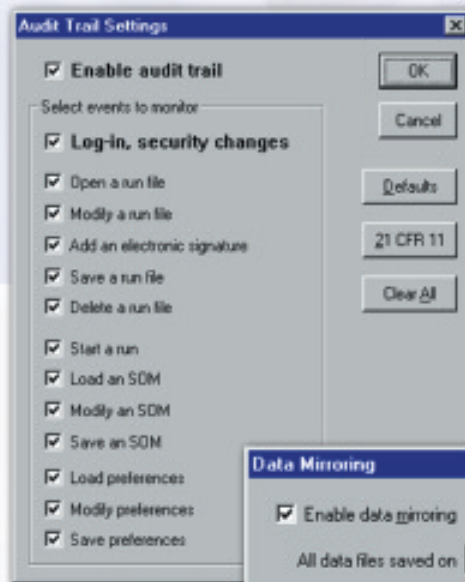 Audit Trail Settings
Enable audit trail
OK
Cancel
Defaults
21 CFR 11
Clear All
Select events to monitor
Log-in, security changes
Open a run file
Modify a run file
Add an electronic signature
Save a run file
Delete a run file
Start a run
Load an SOM
Modify an SOM
Save an SOM
Load preferences
Modify preferences
Save preferences
Data Mirroring
Enable data mirroring
All data files saved on